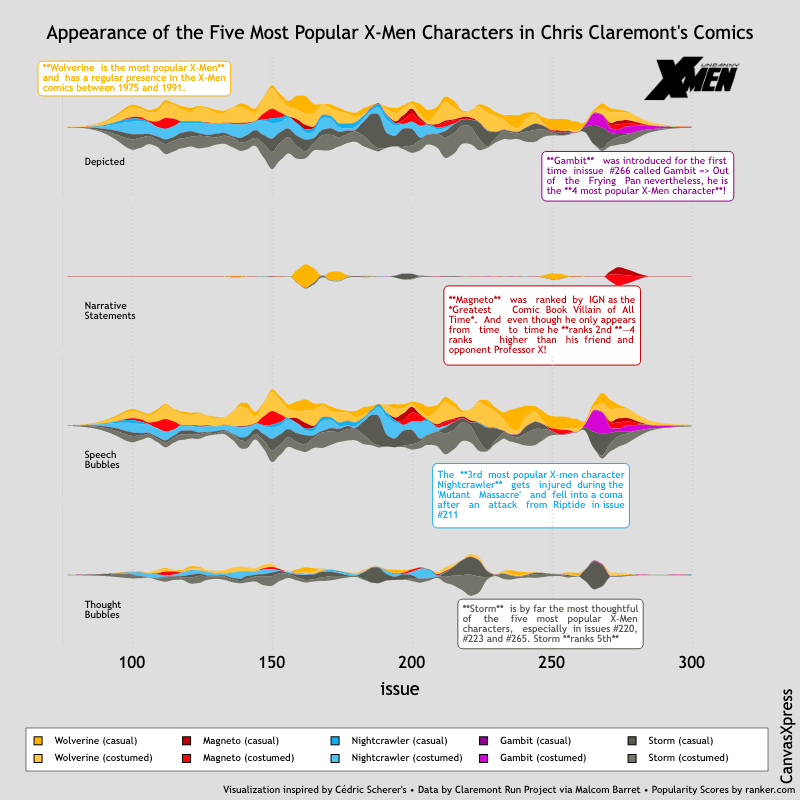 Appearance of the Five Most Popular X-Men Characters in Chris Claremont's Comics
**Wolverine is the most popular X-Men**
and has a regular presence in the X-Men
comics between 1975 and 1991.
UNCANNY
X-MEN
Depicted
**Gambit** was introduced for the first
time inissue #266 called Gambit => Out
of the Frying Pan nevertheless, he is
the **4 most popular X-Men character**!
Narrative
Statements
**Magneto** was ranked by IGN as the
*Greatest Comic Book Villain of All
Time*. And even though he only appears
from time to time he **ranks 2nd **—4
ranks higher than his friend and
opponent Professor X!
Speech
Bubbles
The **3rd most popular X-men character
Nightcrawler** gets injured during the
'Mutant Massacre' and fell into a coma
after an attack from Riptide in issue
#211
Thought
Bubbles
**Storm** is by far the most thoughtful
of the five most popular X-Men
characters, especially in issues #220,
#223 and #265. Storm **ranks 5th**
100 150 200 250 300
issue
CanvasXpress
Wolverine (casual) Magneto (casual) Nightcrawler (casual) Gambit (casual) Storm (casual)
Wolverine (costumed) Magneto (costumed) Nightcrawler (costumed) Gambit (costumed) Storm (costumed)
Visualization inspired by Cédric Scherer's • Data by Claremont Run Project via Malcom Barret • Popularity Scores by ranker.com